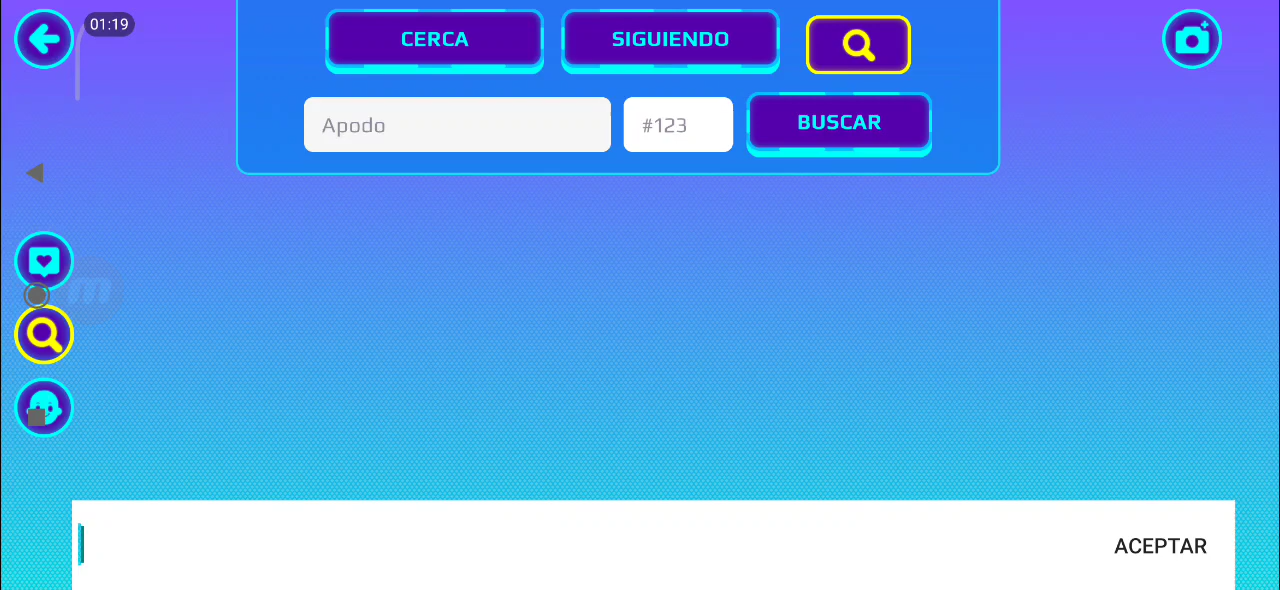 01:19
CERCA
SIGUIENDO
Apodo
#123
BUSCAR
m
ACEPTAR